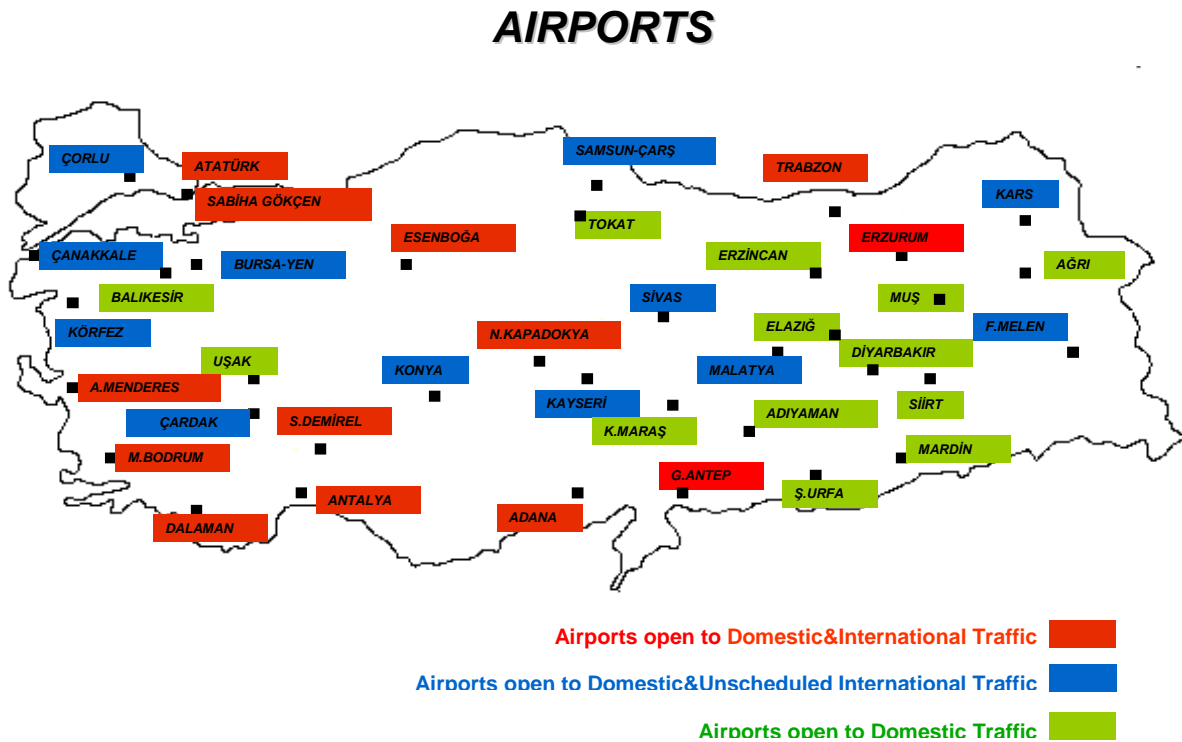 AIRPORTS
ÇORLU
ATATÜRK
SAMSUN-ÇARŞ
TRABZON
KARS
SABİHA GÖKÇEN
TOKAT
ESENBOĞA
ERZURUM
ÇANAKKALE
BURSA-YEN
ERZİNCAN
AĞRI
BALIKESİR
SİVAS
MUŞ
KÖRFEZ
N.KAPADOKYA
ELAZIĞ
F.MELEN
UŞAK
KONYA
MALATYA
DİYARBAKIR
A.MENDERES
KAYSERİ
SİİRT
ÇARDAK
S.DEMİREL
K.MARAŞ
ADIYAMAN
M.BODRUM
MARDİN
G.ANTEP
ANTALYA
Ş.URFA
DALAMAN
ADANA
Airports open to Domestic&International Traffic
Airports open to Domestic&Unscheduled International Traffic
Airports open to Domestic Traffic